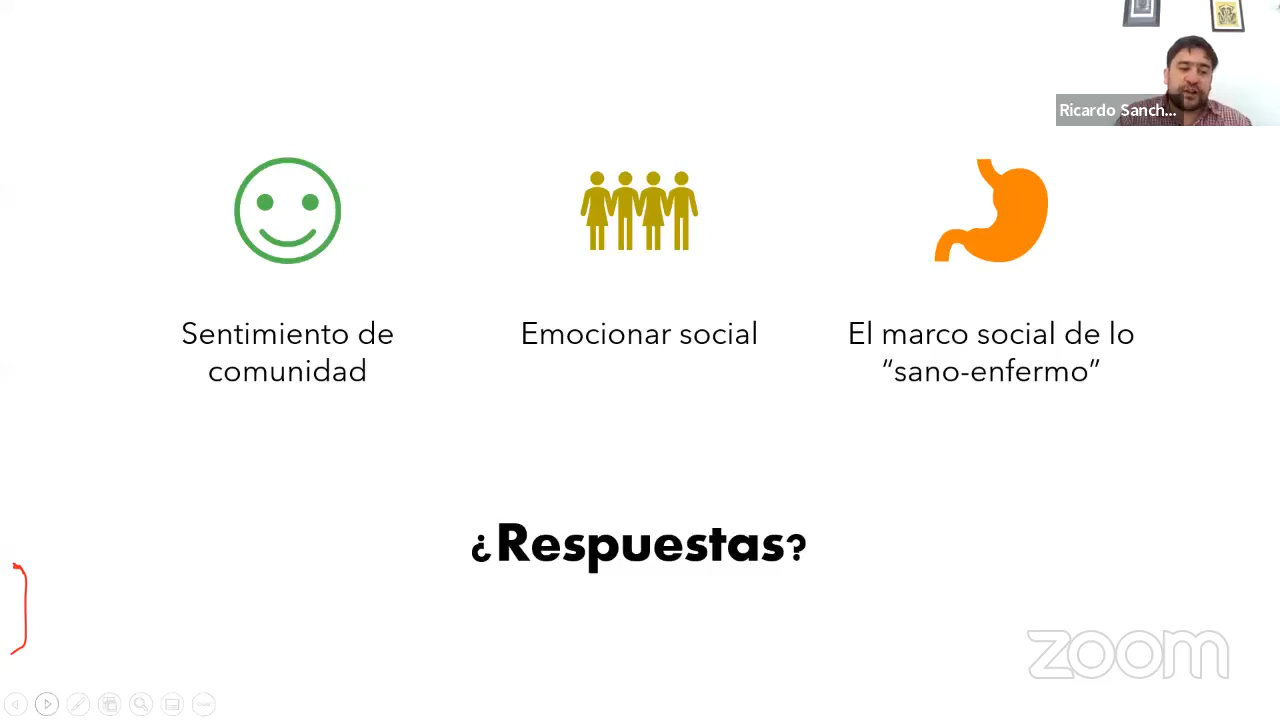 Ricardo Sanch...
Sentimiento de
comunidad
Emocionar social
El marco social de lo
“sano-enfermo”
¿Respuestas?
zoom